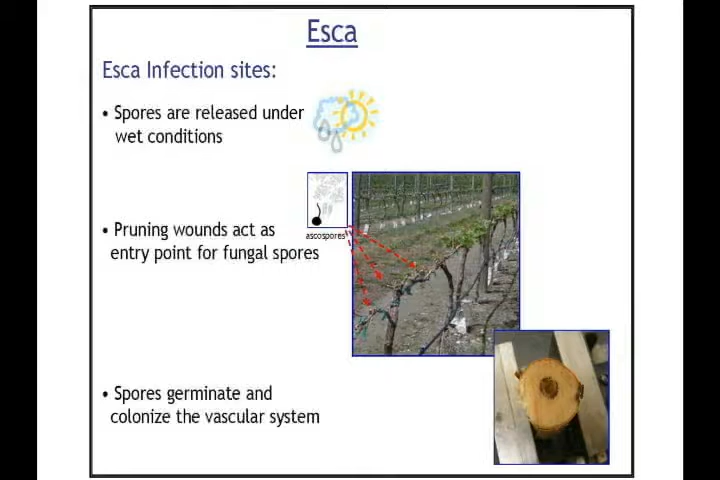 Esca
Esca Infection sites:
• Spores are released under
wet conditions
ascospores
• Pruning wounds act as
entry point for fungal spores
• Spores germinate and
colonize the vascular system